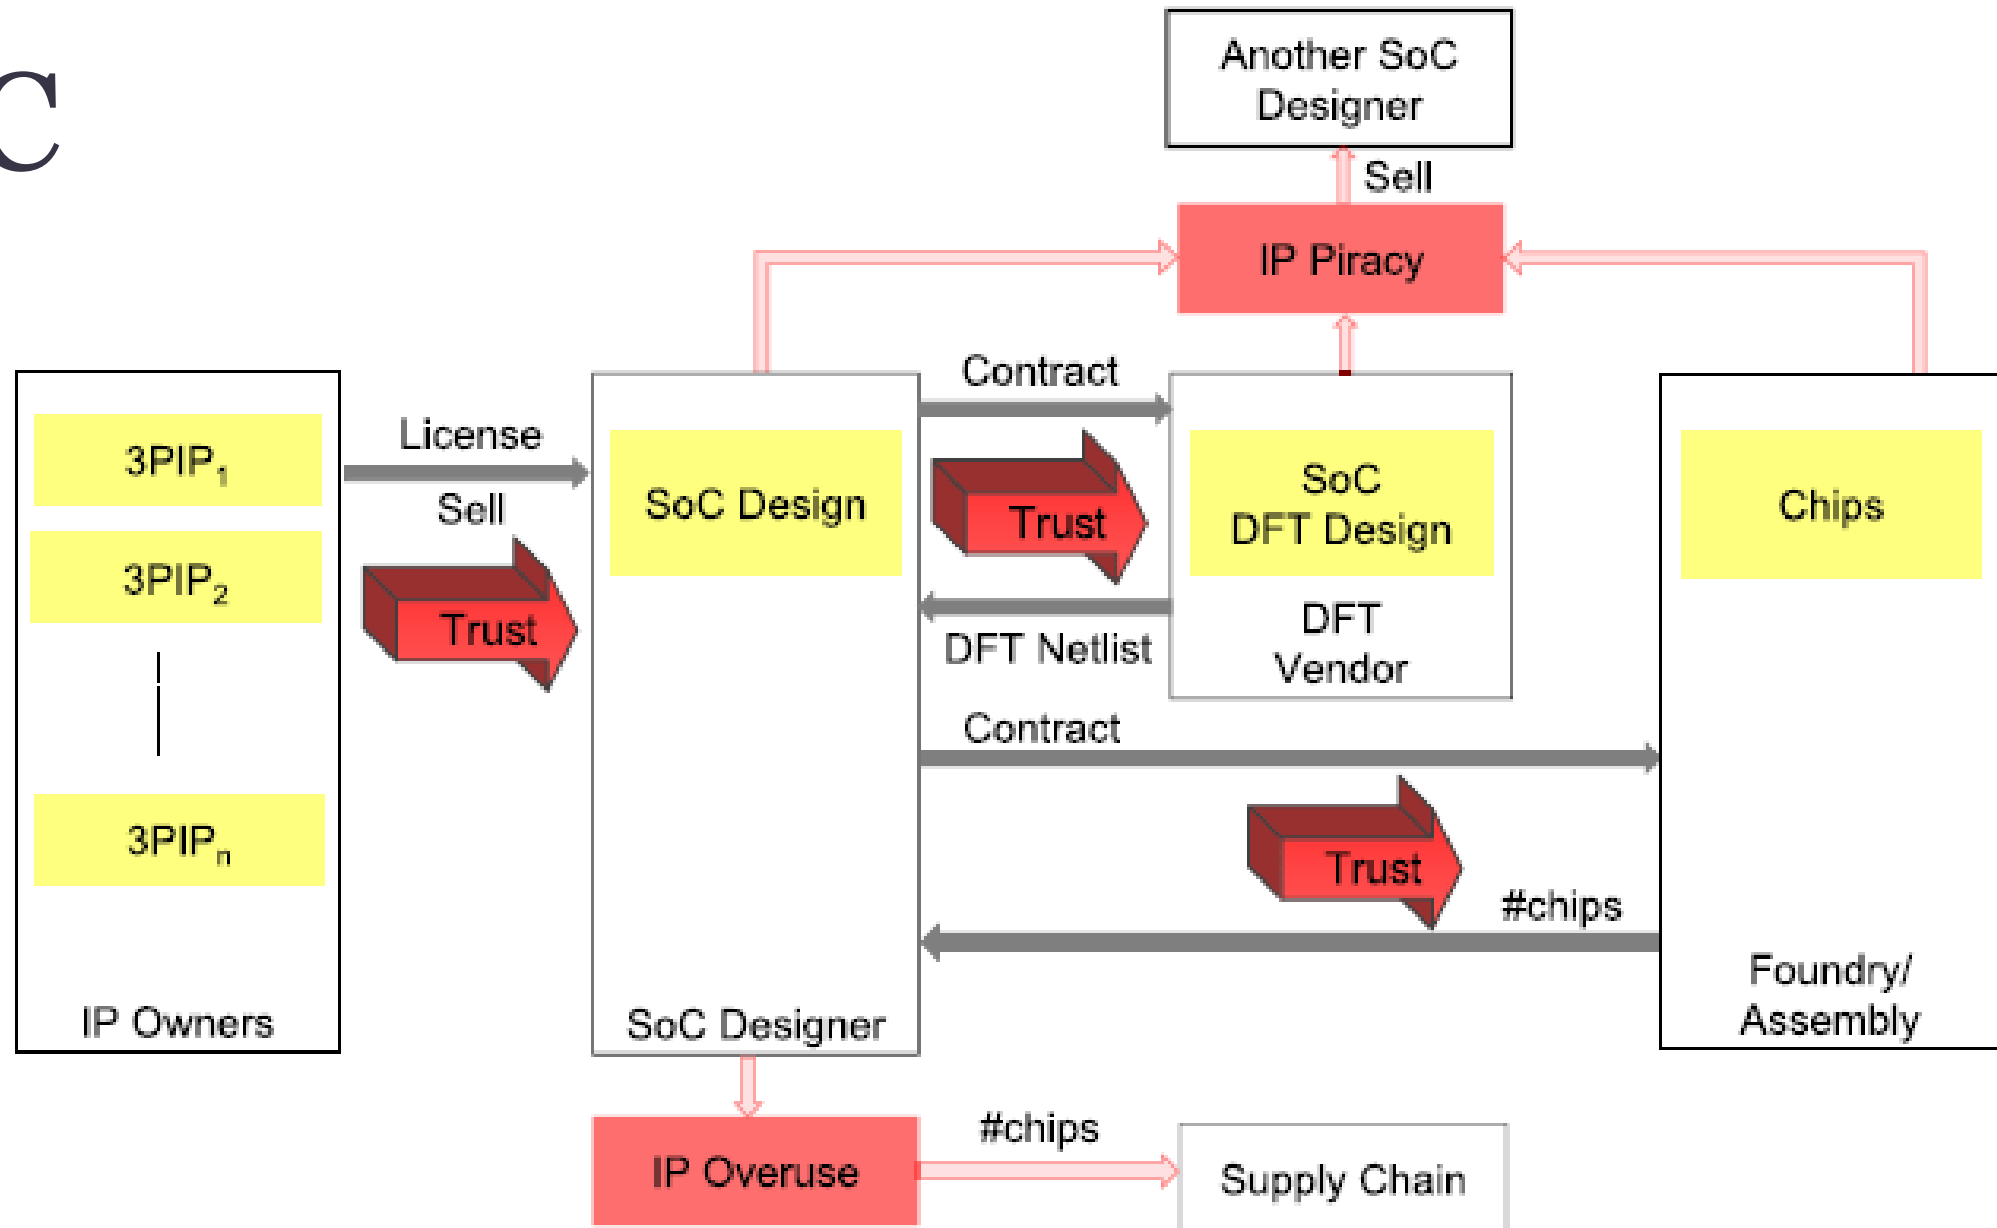 C
Another SoC
Designer
Sell
IP Piracy
Contract
License
Sell
3PIP₁
3PIP₂
3PIPₙ
IP Owners
Trust
SoC Design
SoC Designer
Trust
DFT Netlist
SoC
DFT Design
DFT
Vendor
Contract
Trust
#chips
Chips
Foundry/
Assembly
IP Overuse
#chips
Supply Chain